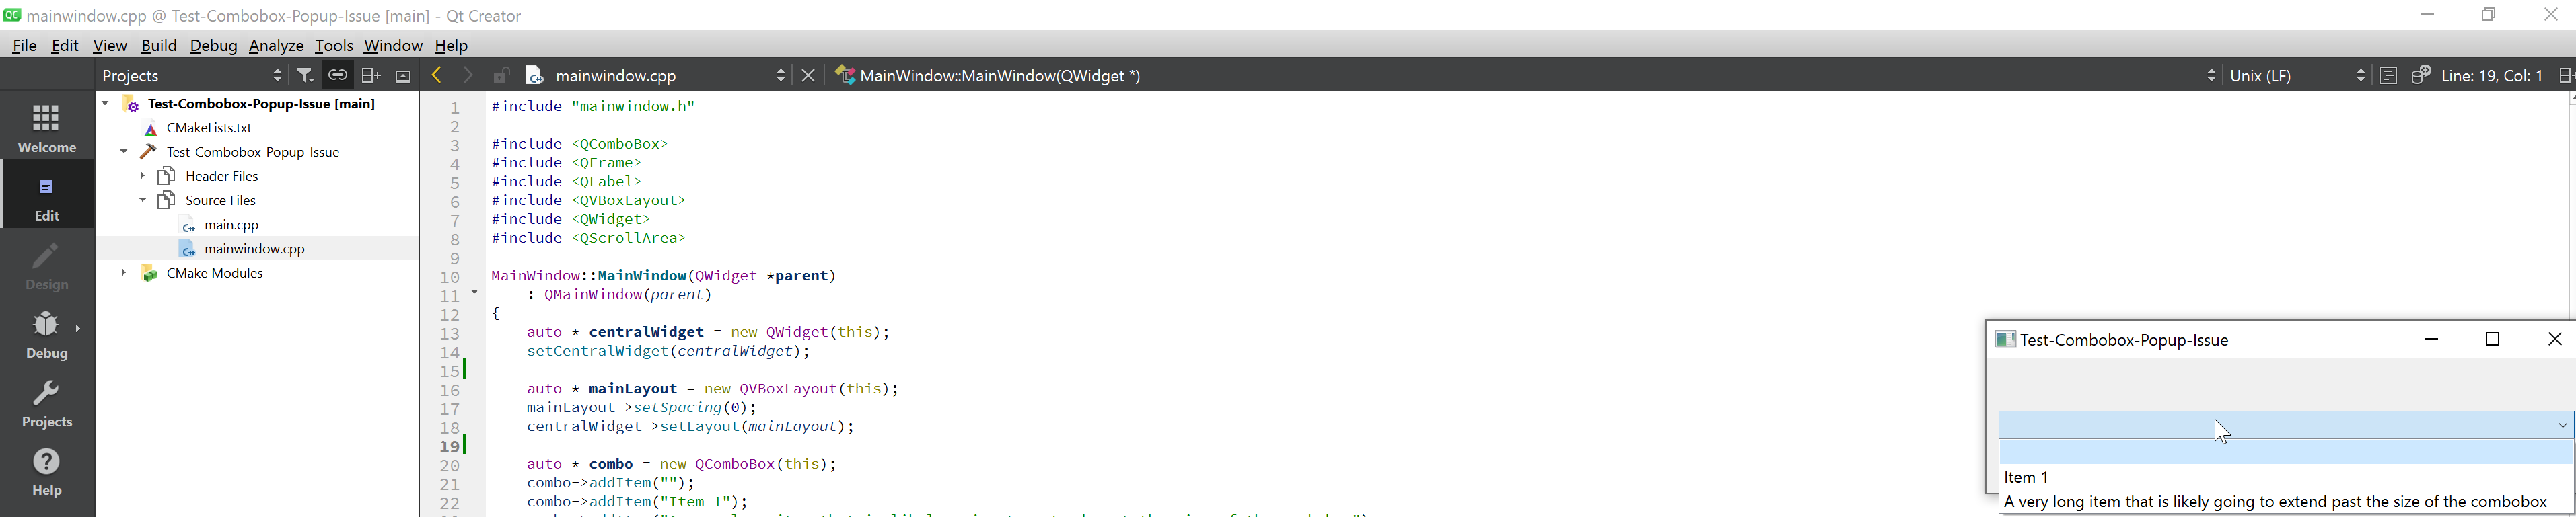 mainwindow.cpp @ Test-Combobox-Popup-Issue [main] - Qt Creator
File Edit View Build Debug Analyze Tools Window Help
Projects
mainwindow.cpp
MainWindow::MainWindow(QWidget *)
Unix (LF)
Line: 19, Col: 1
Welcome
Edit
Design
Debug
Projects
Help
Test-Combobox-Popup-Issue [main]
CMakeLists.txt
Test-Combobox-Popup-Issue
Header Files
Source Files
main.cpp
mainwindow.cpp
CMake Modules
1 #include "mainwindow.h"
2
3 #include <QComboBox>
4 #include <QFrame>
5 #include <QLabel>
6 #include <QVBoxLayout>
7 #include <QWidget>
8 #include <QScrollArea>
9
10 MainWindow::MainWindow(QWidget *parent)
11 : QMainWindow(parent)
12 {
13 auto * centralWidget = new QWidget(this);
14 setCentralWidget(centralWidget);
15
16 auto * mainLayout = new QVBoxLayout(this);
17 mainLayout->setSpacing(0);
18 centralWidget->setLayout(mainLayout);
19
20 auto * combo = new QComboBox(this);
21 combo->addItem("");
22 combo->addItem("Item 1");
Test-Combobox-Popup-Issue
Item 1
A very long item that is likely going to extend past the size of the combobox